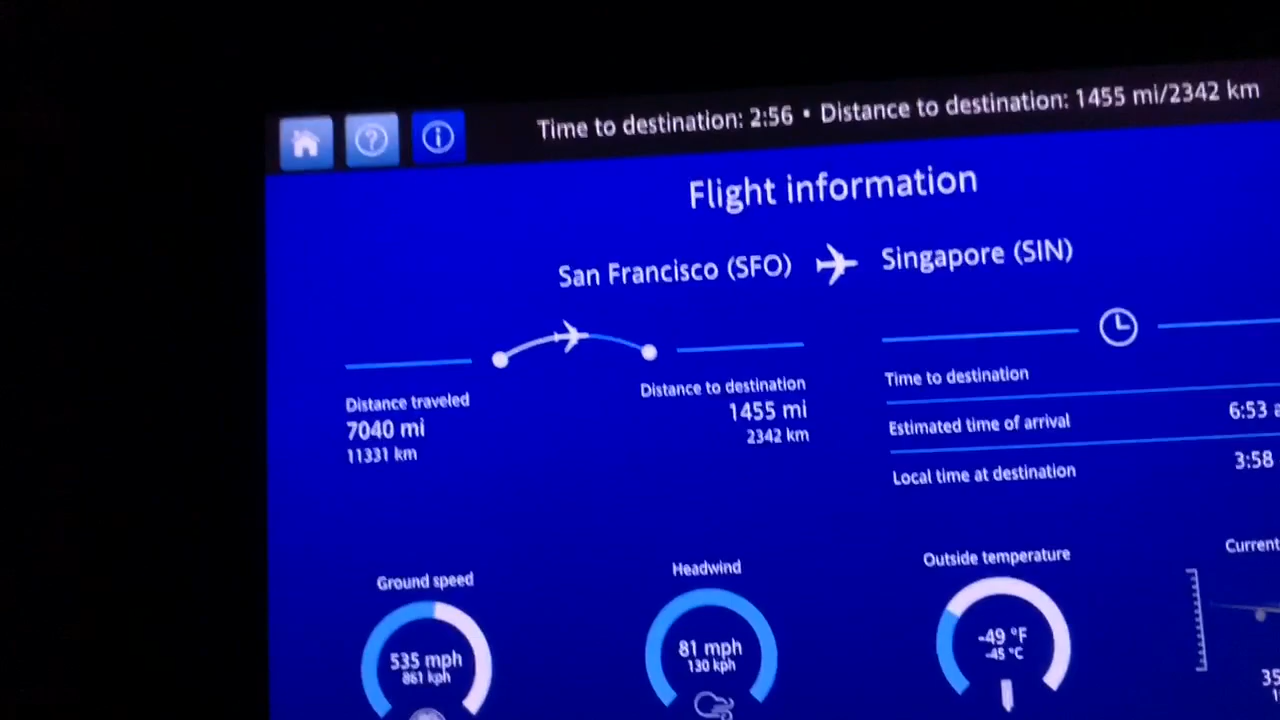 Time to destination: 2:56 • Distance to destination: 1455 mi/2342 km
Flight information
San Francisco (SFO) Singapore (SIN)
Distance traveled
7040 mi
11331 km
Distance to destination
1455 mi
2342 km
Time to destination
Estimated time of arrival 6:53 a
Local time at destination 3:58
Ground speed
535 mph
861 kph
Headwind
81 mph
130 kph
Outside temperature
-49 °F
-45 °C
Current
35